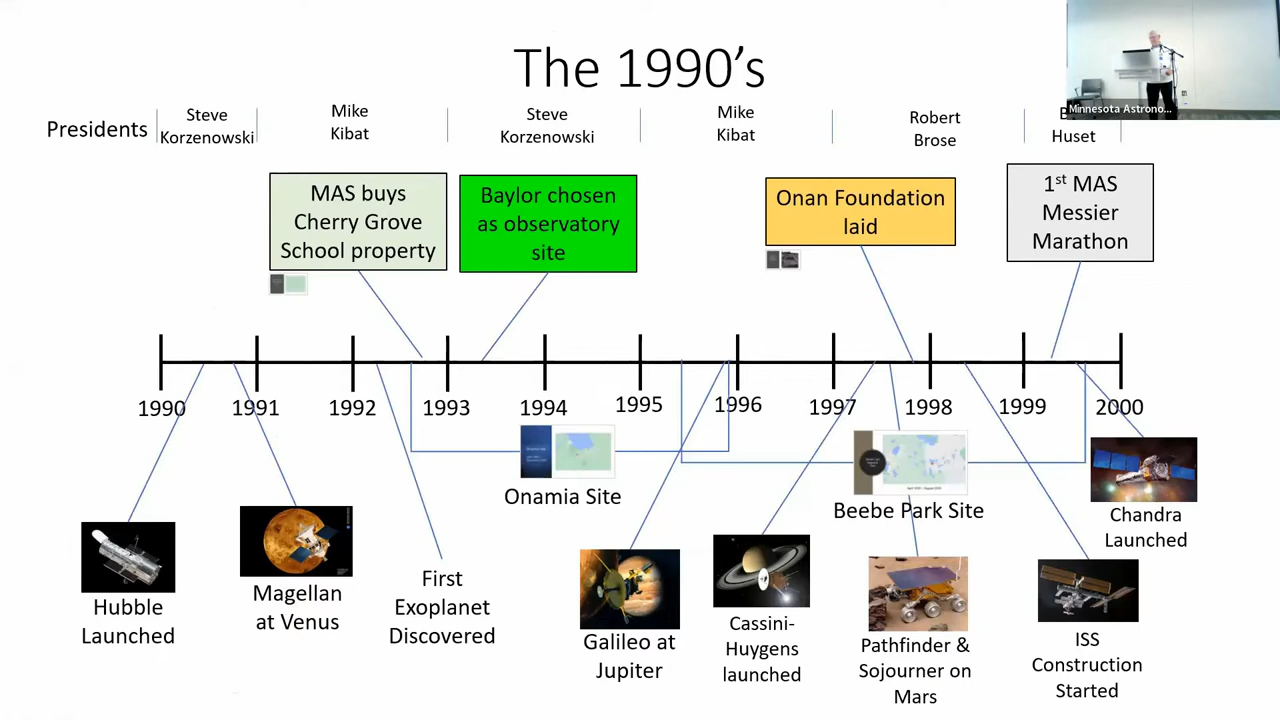 The 1990's
Minnesota Astrono...
Presidents
Steve
Korzenowski
Mike
Kibat
Steve
Korzenowski
Mike
Kibat
Robert
Brose
Huset
MAS buys
Cherry Grove
School property
Baylor chosen
as observatory
site
Onan Foundation
laid
1st MAS
Messier
Marathon
1990
1991
1992
1993
1994
1995
1996
1997
1998
1999
2000
Onamia Site
Beebe Park Site
Hubble
Launched
Magellan
at Venus
First
Exoplanet
Discovered
Galileo at
Jupiter
Cassini-
Huygens
launched
Pathfinder &
Sojourner on
Mars
ISS
Construction
Started
Chandra
Launched